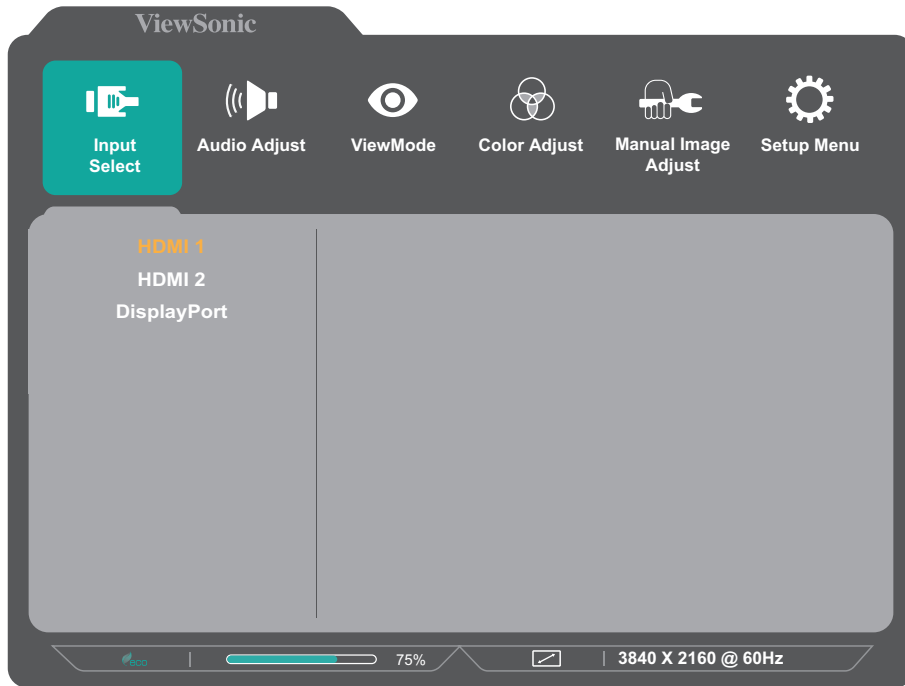 ViewSonic
Input
Select
Audio Adjust
ViewMode
Color Adjust
Manual Image
Adjust
Setup Menu
HDMI 1
HDMI 2
DisplayPort
eco
75%
3840 X 2160 @ 60Hz